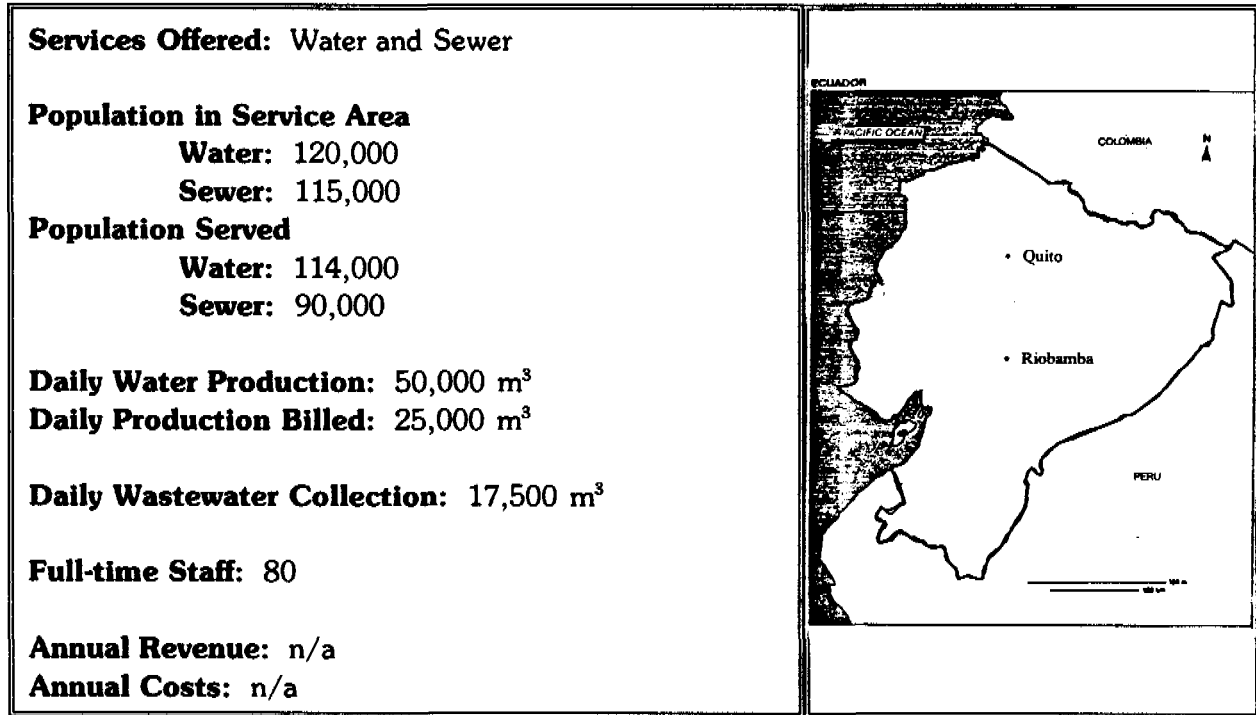 Services Offered: Water and Sewer
Population in Service Area
Water: 120,000
Sewer: 115,000
Population Served
Water: 114,000
Sewer: 90,000
Daily Water Production: 50,000 m³
Daily Production Billed: 25,000 m³
Daily Wastewater Collection: 17,500 m³
Full-time Staff: 80
Annual Revenue: n/a
Annual Costs: n/a
ECUADOR
PACIFIC OCEAN
COLOMBIA
N
Quito
Riobamba
PERU